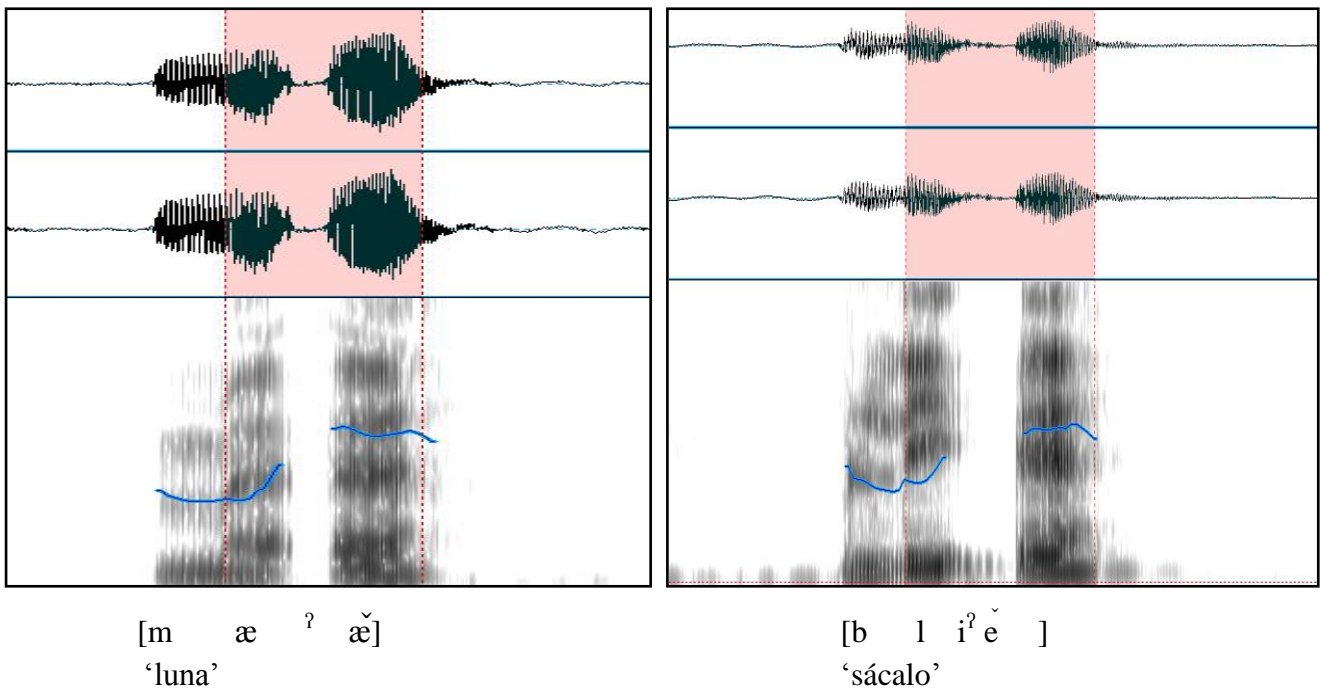 [m æ ˀ æ̌]
‘luna’
[b l iˀ ě ]
‘sácalo’